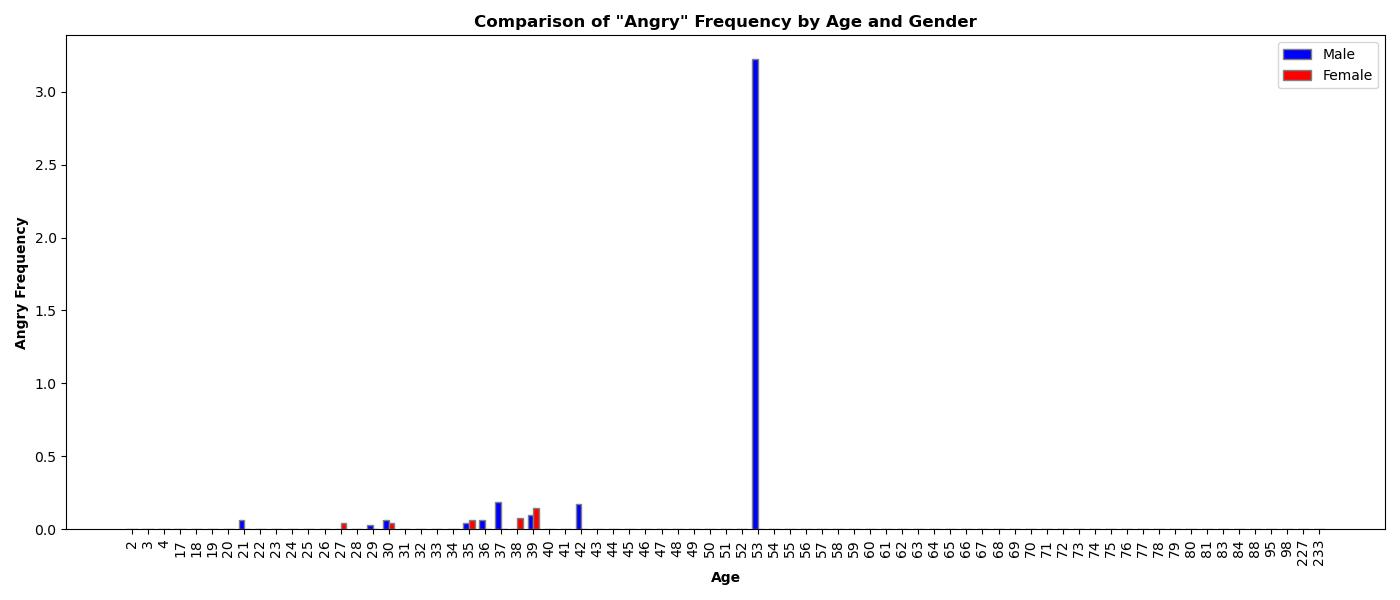 Comparison of "Angry" Frequency by Age and Gender
Male
Female
Angry Frequency
3.0
2.5
2.0
1.5
1.0
0.5
0.0
2 3 4 17 18 19 20 21 22 23 24 25 26 27 28 29 30 31 32 33 34 35 36 37 38 39 40 41 42 43 44 45 46 47 48 49 50 51 52 53 54 55 56 57 58 59 60 61 62 63 64 65 66 67 68 69 70 71 72 73 74 75 76 77 78 79 80 81 83 84 88 95 98 227 233
Age